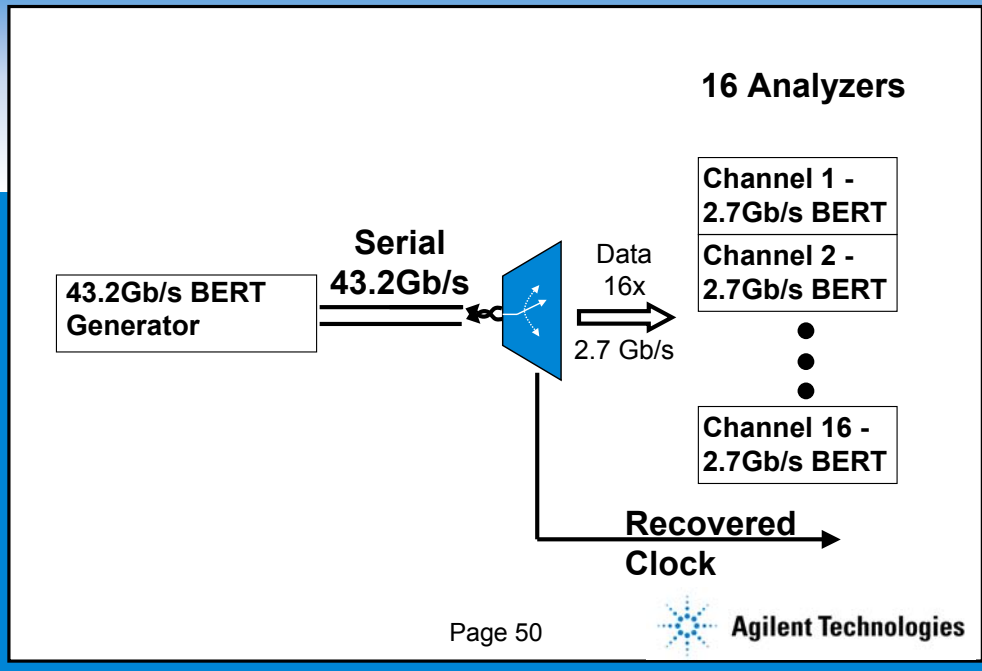 16 Analyzers
43.2Gb/s BERT
Generator
Serial
43.2Gb/s
Data
16x
2.7 Gb/s
Channel 1 -
2.7Gb/s BERT
Channel 2 -
2.7Gb/s BERT
Channel 16 -
2.7Gb/s BERT
Recovered
Clock
Page 50
Agilent Technologies